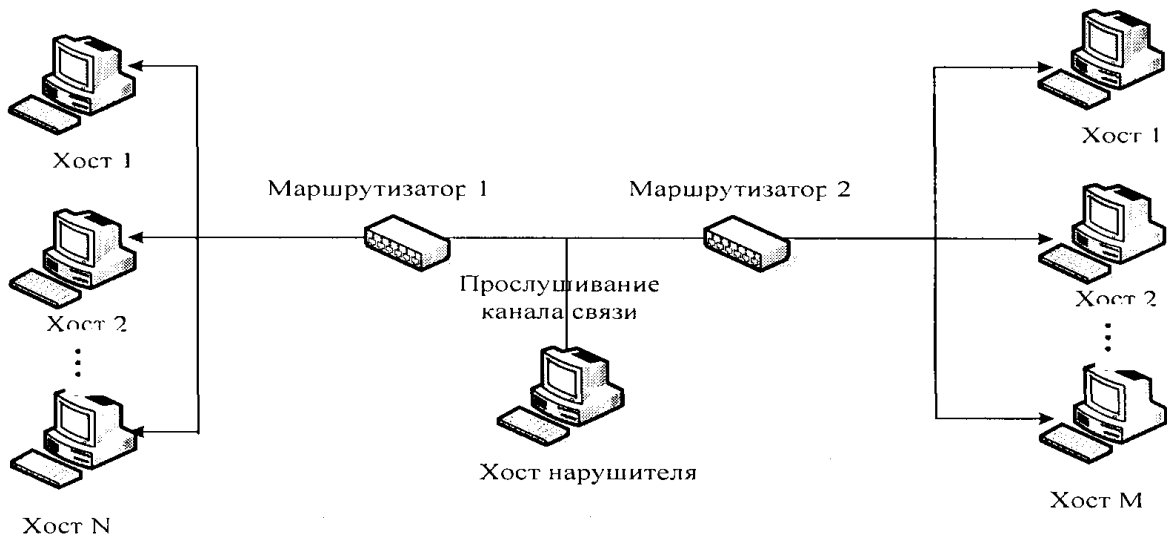 Хост 1
Хост 1
Маршрутизатор 1
Маршрутизатор 2
Прослушивание
канала связи
Хост 2
Хост 2
Хост нарушителя
Хост N
Хост М